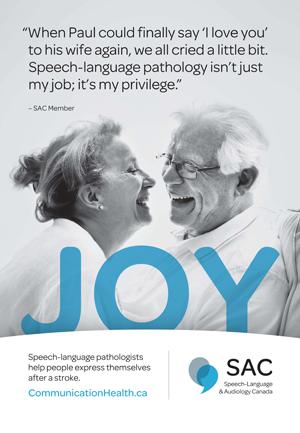 “When Paul could finally say ‘I love you’
to his wife again, we all cried a little bit.
Speech-language pathology isn’t just
my job; it’s my privilege.”
– SAC Member
JOY
Speech-language pathologists
help people express themselves
after a stroke.
CommunicationHealth.ca
SAC
Speech-Language
& Audiology Canada